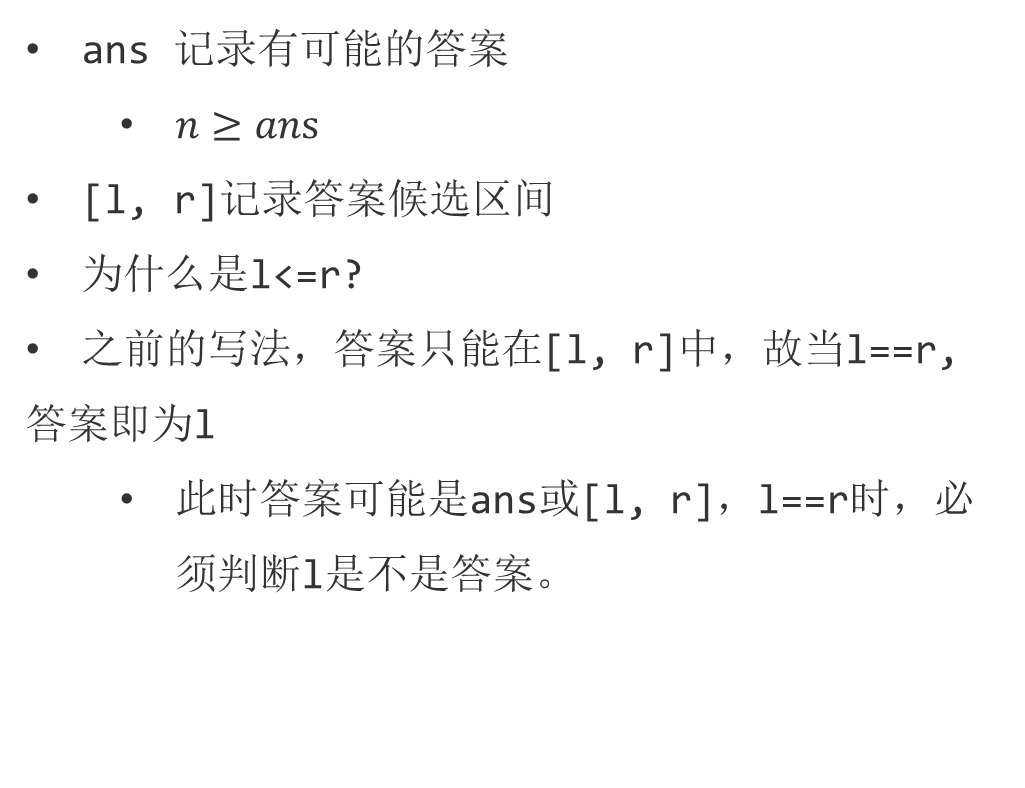 • ans 记录有可能的答案
• n ≥ ans
• [l, r]记录答案候选区间
• 为什么是l<=r?
• 之前的写法，答案只能在[l, r]中，故当l==r,
答案即为l
• 此时答案可能是ans或[l, r]，l==r时，必
须判断l是不是答案。